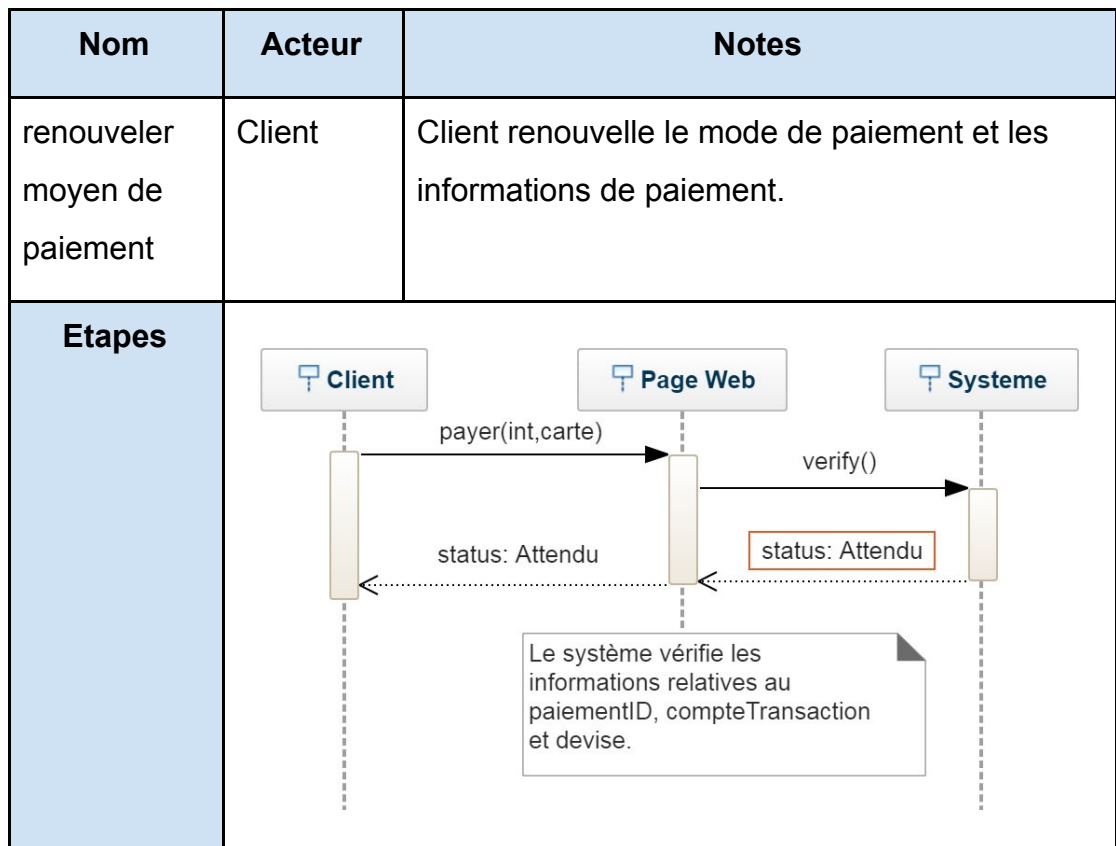 Nom
Acteur
Notes
renouveler
moyen de
paiement
Client
Client renouvelle le mode de paiement et les
informations de paiement.
Etapes
Client
Page Web
Systeme
payer(int,carte)
verify()
status: Attendu
status: Attendu
Le système vérifie les
informations relatives au
paiementID, compteTransaction
et devise.